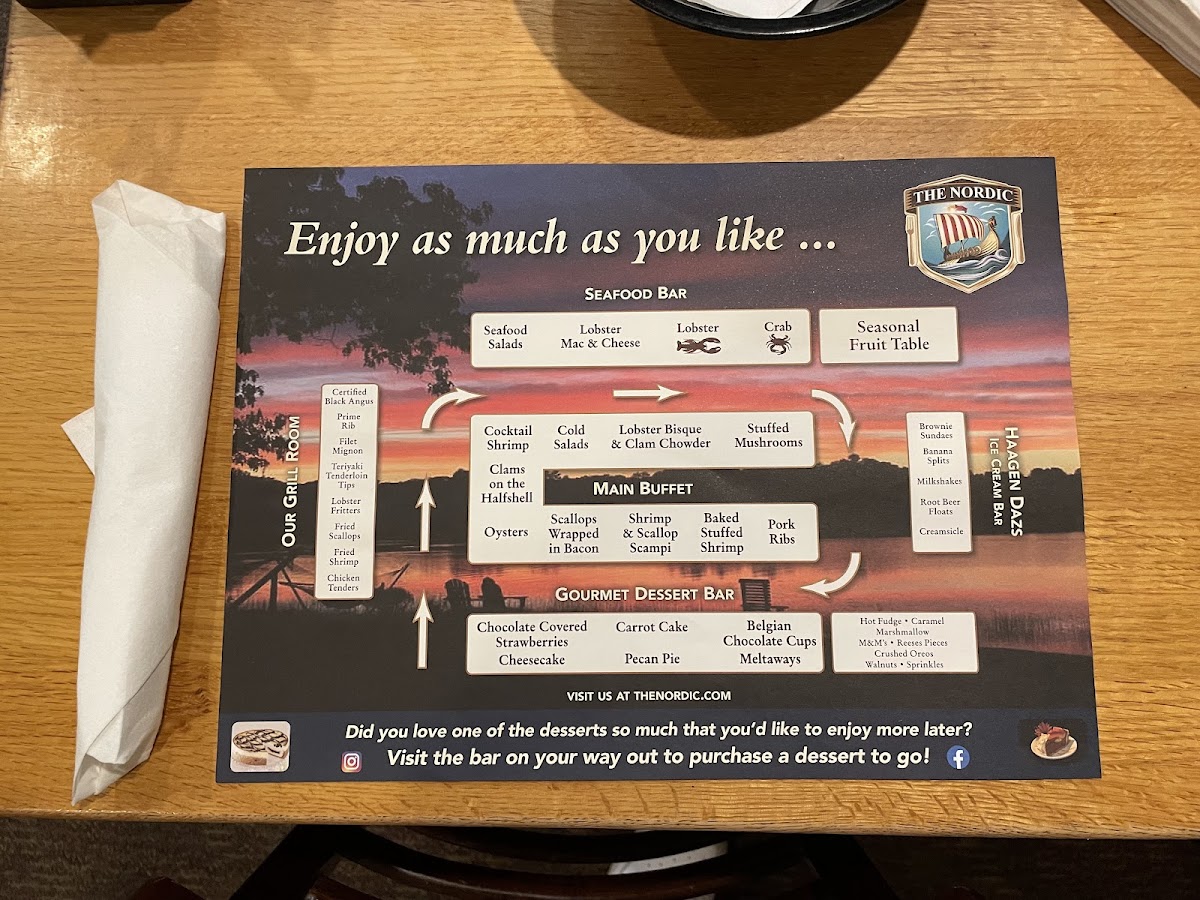 THE NORDIC
Enjoy as much as you like ...
SEAFOOD BAR
Seafood
Salads
Lobster
Mac & Cheese
Lobster
Crab
Seasonal
Fruit Table
OUR GRILL ROOM
Certified
Black Angus
Prime
Rib
Filet
Mignon
Teriyaki
Tenderloin
Tips
Lobster
Fritters
Fried
Scallops
Fried
Shrimp
Chicken
Tenders
Cocktail
Shrimp
Cold
Salads
Lobster Bisque
& Clam Chowder
Stuffed
Mushrooms
Clams
on the
Halfshell
MAIN BUFFET
Oysters
Scallops
Wrapped
in Bacon
Shrimp
& Scallop
Scampi
Baked
Stuffed
Shrimp
Pork
Ribs
Brownie
Sundaes
Banana
Splits
Milkshakes
Root Beer
Floats
Creamsicle
HAAGEN DAZS
ICE CREAM BAR
GOURMET DESSERT BAR
Chocolate Covered
Strawberries
Cheesecake
Carrot Cake
Pecan Pie
Belgian
Chocolate Cups
Meltaways
Hot Fudge • Caramel
Marshmallow
M&M's • Reeses Pieces
Crushed Oreos
Walnuts • Sprinkles
VISIT US AT THENORDIC.COM
Did you love one of the desserts so much that you'd like to enjoy more later?
Visit the bar on your way out to purchase a dessert to go!